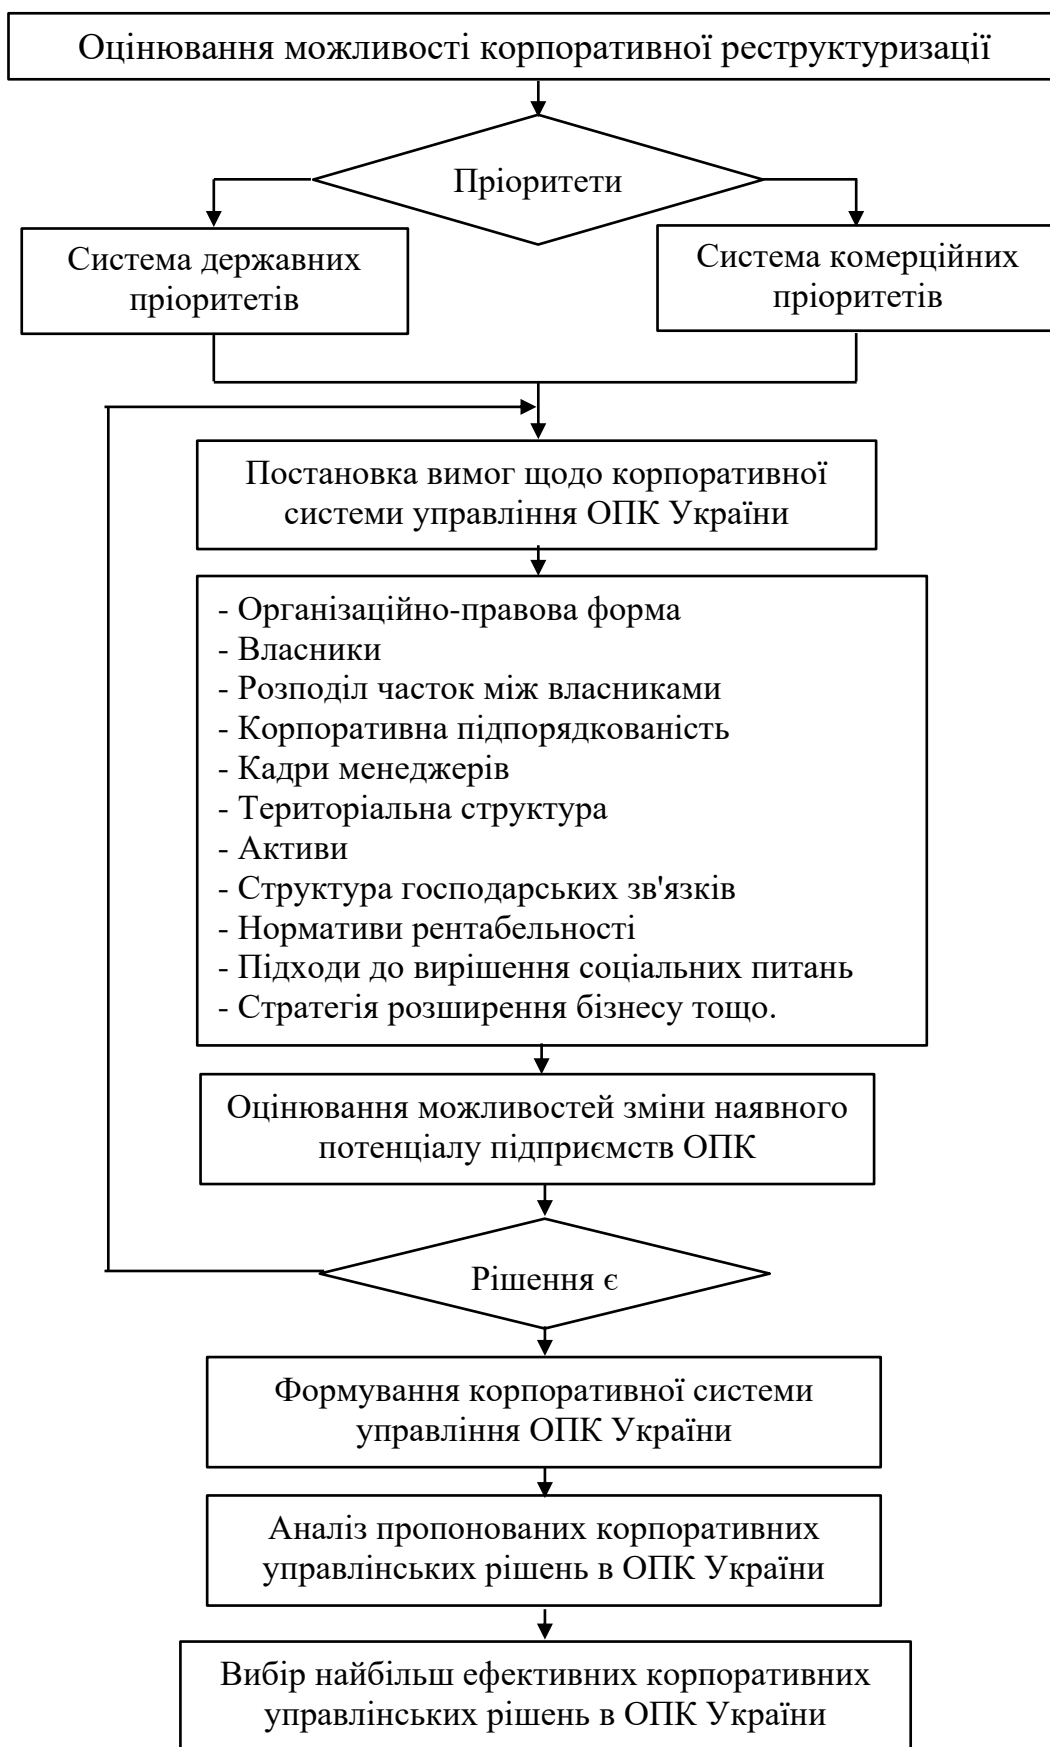 Оцінювання можливості корпоративної реструктуризації
Пріоритети
Система державних
пріоритетів
Система комерційних
пріоритетів
Постановка вимог щодо корпоративної
системи управління ОПК України
- Організаційно-правова форма
- Власники
- Розподіл часток між власниками
- Корпоративна підпорядкованість
- Кадри менеджерів
- Територіальна структура
- Активи
- Структура господарських зв'язків
- Нормативи рентабельності
- Підходи до вирішення соціальних питань
- Стратегія розширення бізнесу тощо.
Оцінювання можливостей зміни наявного
потенціалу підприємств ОПК
Рішення є
Формування корпоративної системи
управління ОПК України
Аналіз пропонованих корпоративних
управлінських рішень в ОПК України
Вибір найбільш ефективних корпоративних
управлінських рішень в ОПК України